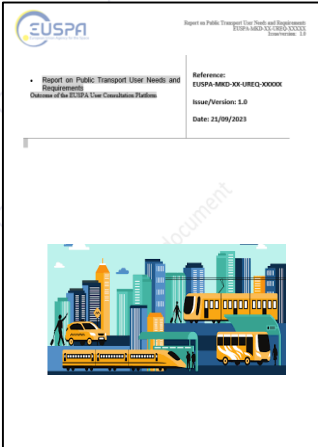 EUSPA
Report on Public Transport User Needs and Requirements
EUSPA-MKD-XX-UREQ-XXXXX
Issue/version: 1.0
• Report on Public Transport User Needs and
Requirements
Outcome of the EUSPA User Consultation Platform
Reference:
EUSPA-MKD-XX-UREQ-XXXXX
Issue/Version: 1.0
Date: 21/09/2023
document